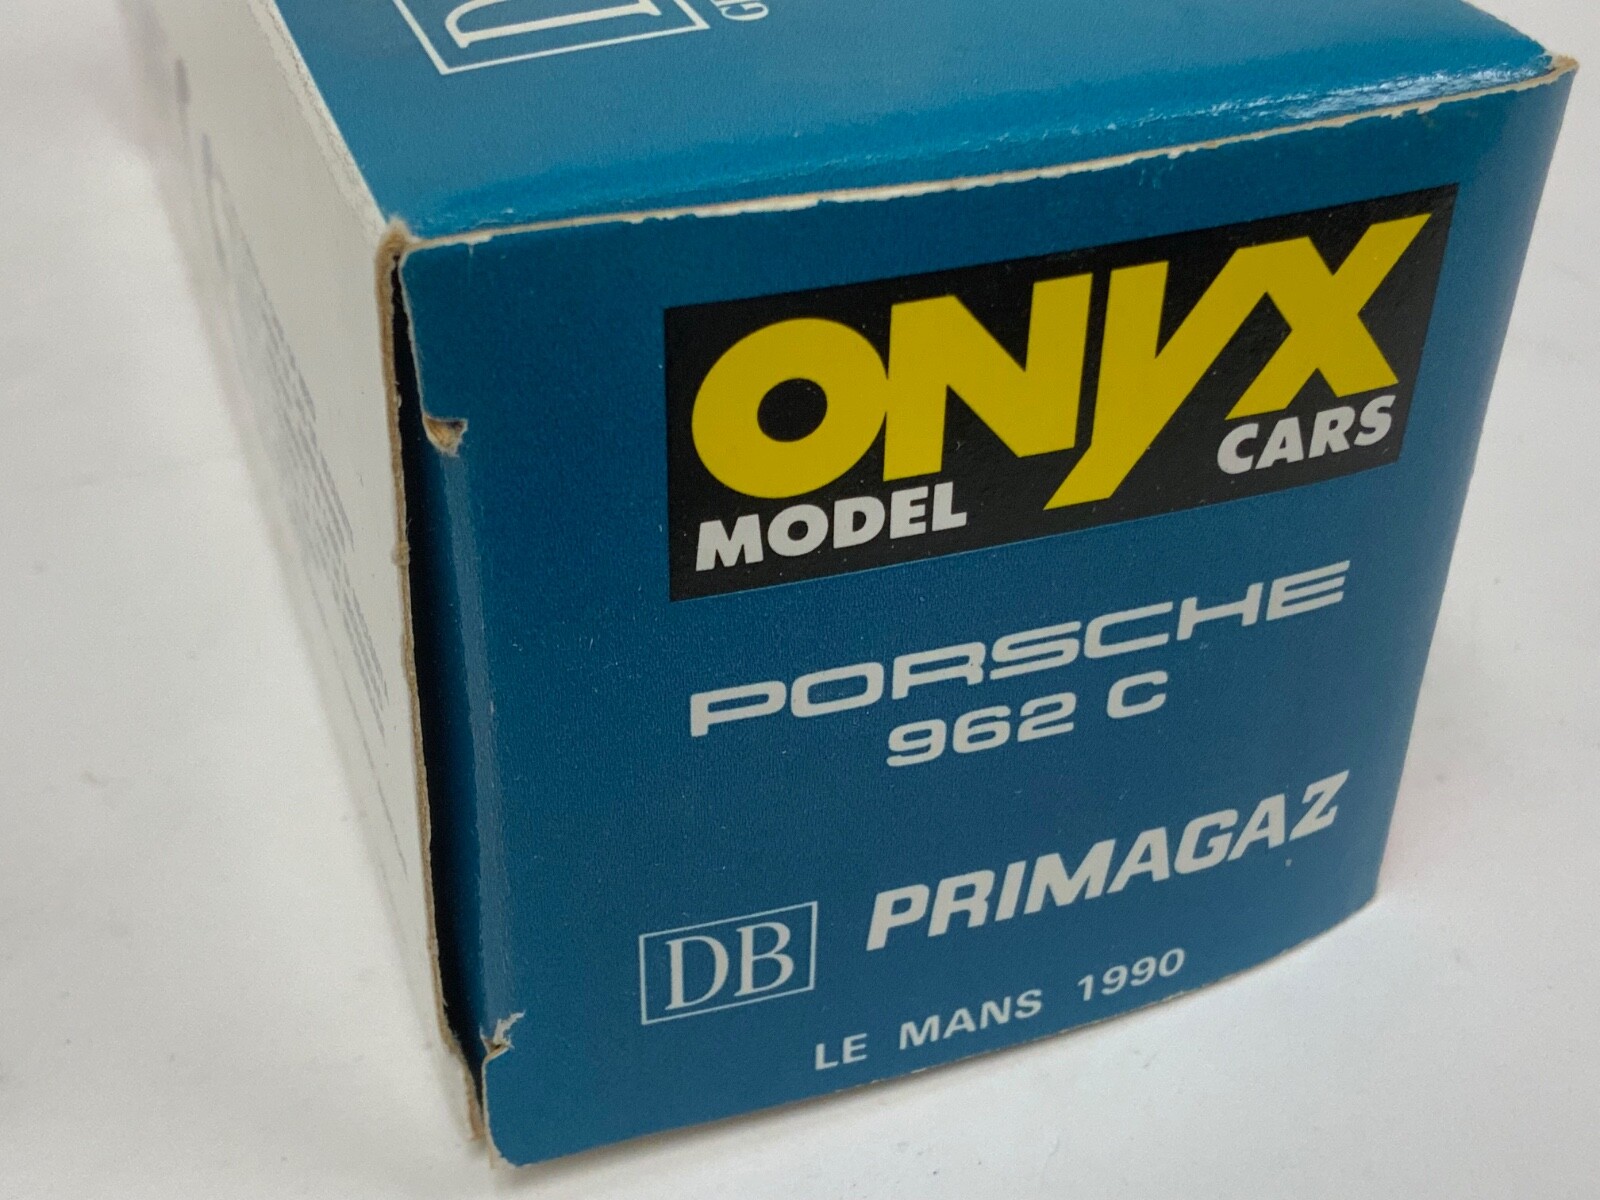 ONYX
MODEL CARS
PORSCHE
962 C
DB PRIMAGAZ
LE MANS 1990